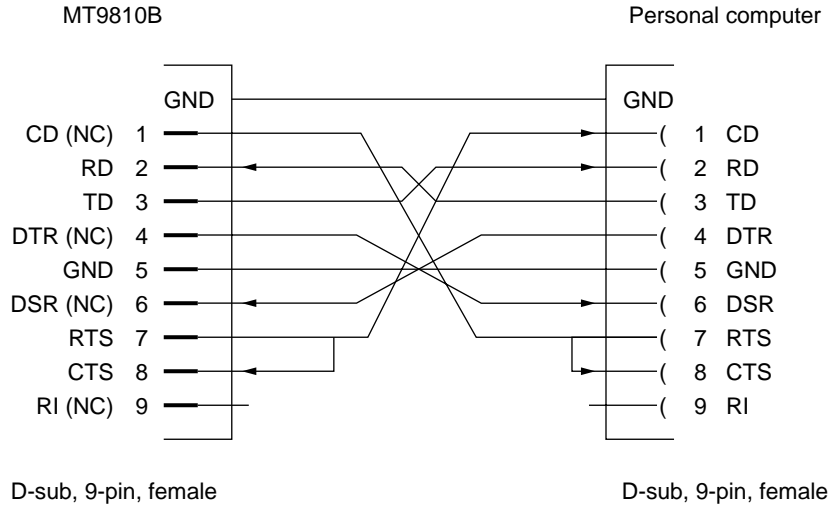 MT9810B Personal computer
GND GND
CD (NC) 1 ( 1 CD
RD 2 ( 2 RD
TD 3 ( 3 TD
DTR (NC) 4 ( 4 DTR
GND 5 ( 5 GND
DSR (NC) 6 ( 6 DSR
RTS 7 ( 7 RTS
CTS 8 ( 8 CTS
RI (NC) 9 ( 9 RI
D-sub, 9-pin, female D-sub, 9-pin, female